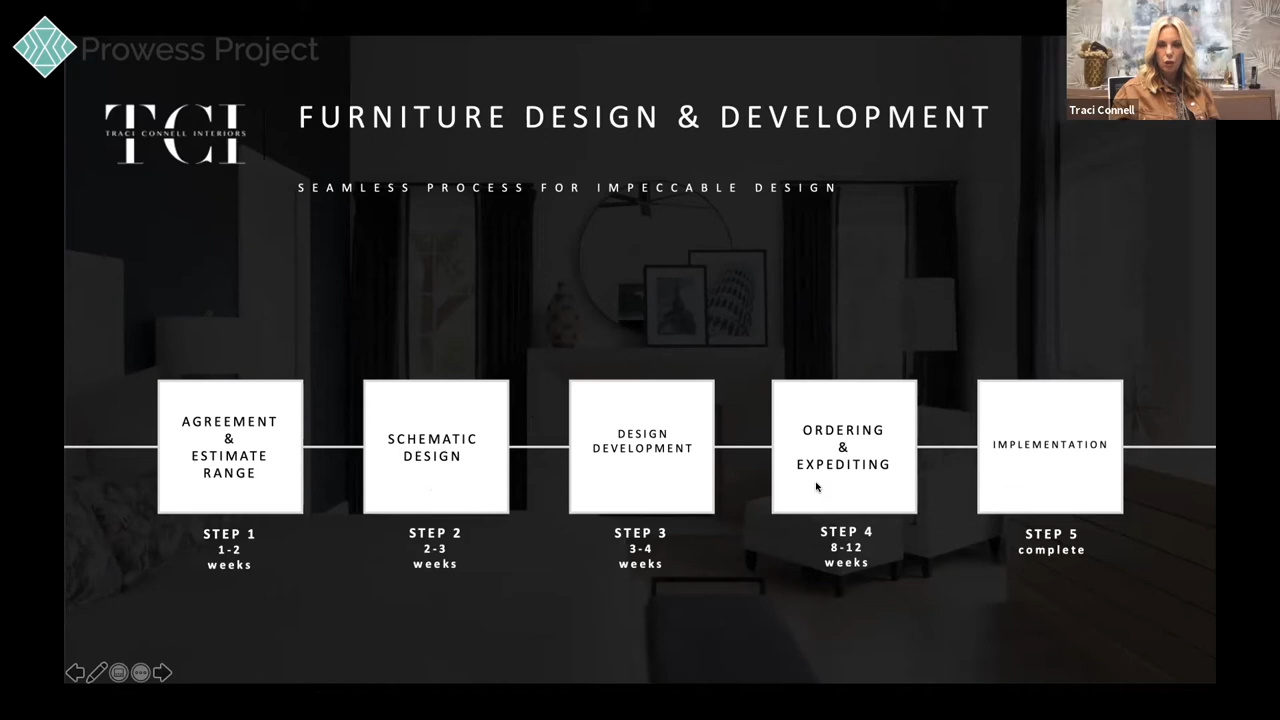 Prowess Project
Traci Connell
TCI
TRACI CONNELL INTERIORS
FURNITURE DESIGN & DEVELOPMENT
SEAMLESS PROCESS FOR IMPECCABLE DESIGN
AGREEMENT
&
ESTIMATE
RANGE
STEP 1
1-2
weeks
SCHEMATIC
DESIGN
STEP 2
2-3
weeks
DESIGN
DEVELOPMENT
STEP 3
3-4
weeks
ORDERING
&
EXPEDITING
STEP 4
8-12
weeks
IMPLEMENTATION
STEP 5
complete